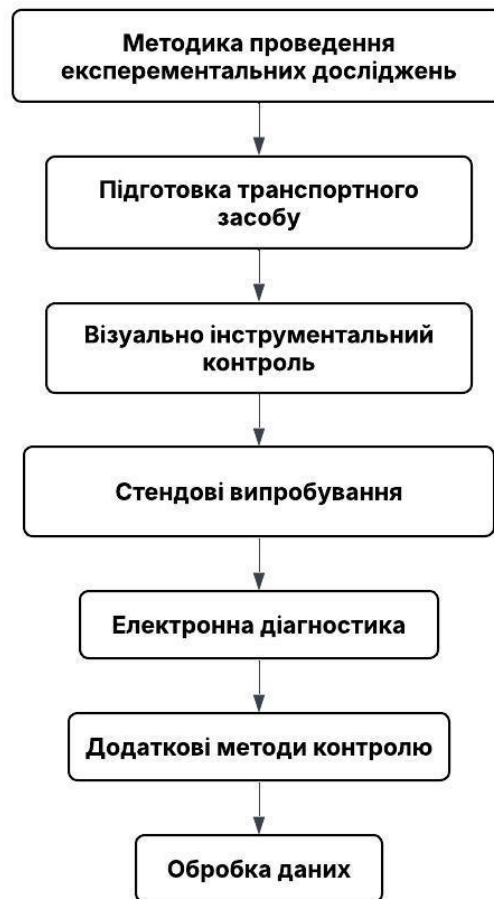 Методика проведення
експерементальних досліджень
Підготовка транспортного
засобу
Візуально інструментальний
контроль
Стендові випробування
Електронна діагностика
Додаткові методи контролю
Обробка даних